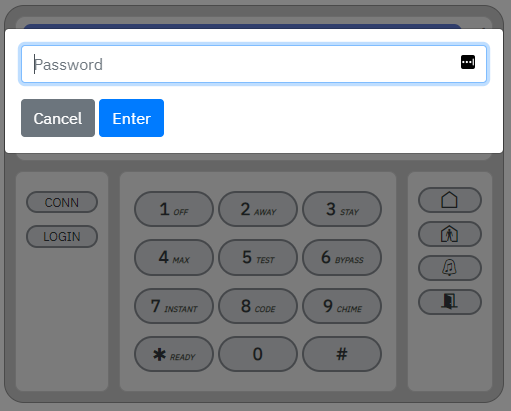 Password
Cancel Enter
CONN
LOGIN
1 OFF 2 AWAY 3 STAY
4 MAX 5 TEST 6 BYPASS
7 INSTANT 8 CODE 9 CHIME
* READY 0 #